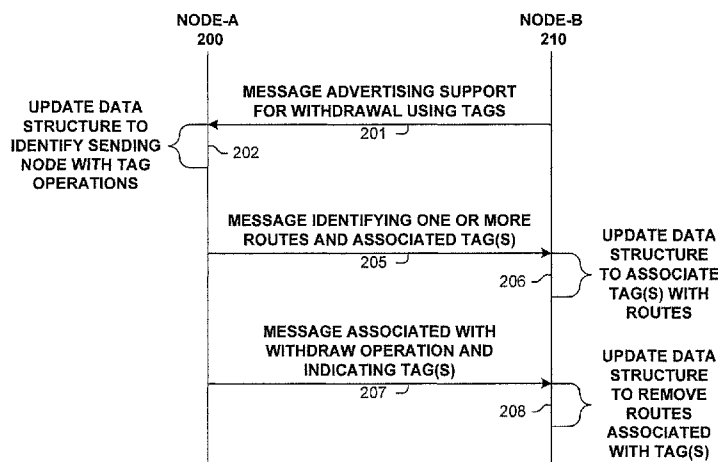 NODE-A
200
NODE-B
210
MESSAGE ADVERTISING SUPPORT
FOR WITHDRAWAL USING TAGS
201
UPDATE DATA
STRUCTURE TO
IDENTIFY SENDING
NODE WITH TAG
OPERATIONS
202
MESSAGE IDENTIFYING ONE OR MORE
ROUTES AND ASSOCIATED TAG(S)
205
206
UPDATE DATA
STRUCTURE
TO ASSOCIATE
TAG(S) WITH
ROUTES
MESSAGE ASSOCIATED WITH
WITHDRAW OPERATION AND
INDICATING TAG(S)
207
208
UPDATE DATA
STRUCTURE
TO REMOVE
ROUTES
ASSOCIATED
WITH TAG(S)